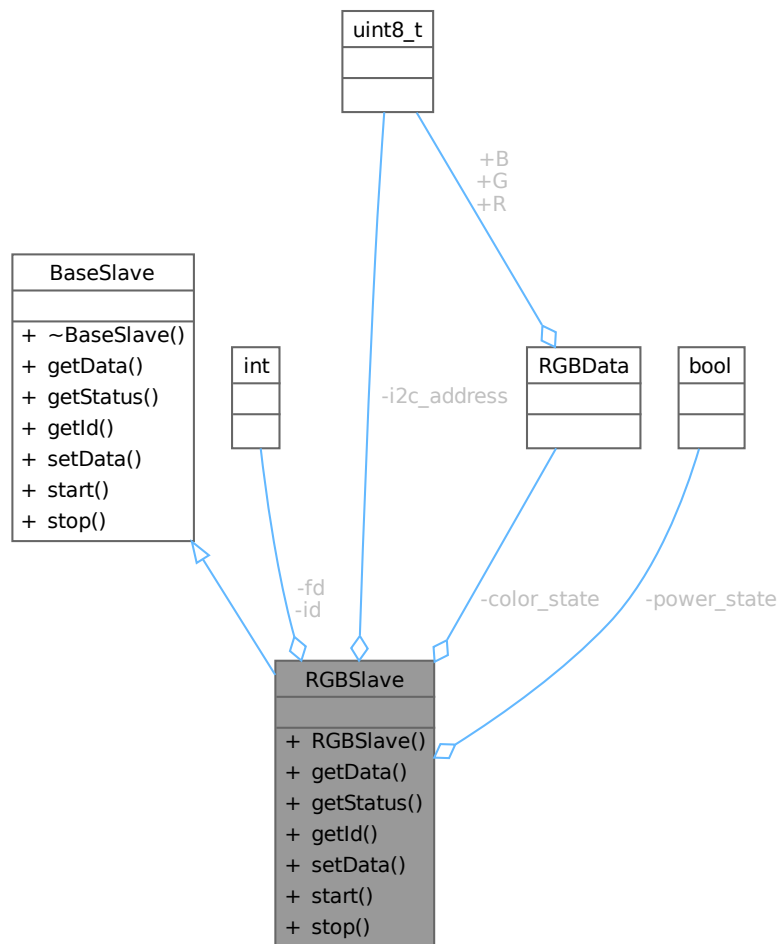 uint8_t
+B
+G
+R
BaseSlave
+ ~BaseSlave()
+ getData()
+ getStatus()
+ getId()
+ setData()
+ start()
+ stop()
int
RGBData
bool
-i2c_address
-fd
-id
-color_state
-power_state
RGBSlave
+ RGBSlave()
+ getData()
+ getStatus()
+ getId()
+ setData()
+ start()
+ stop()